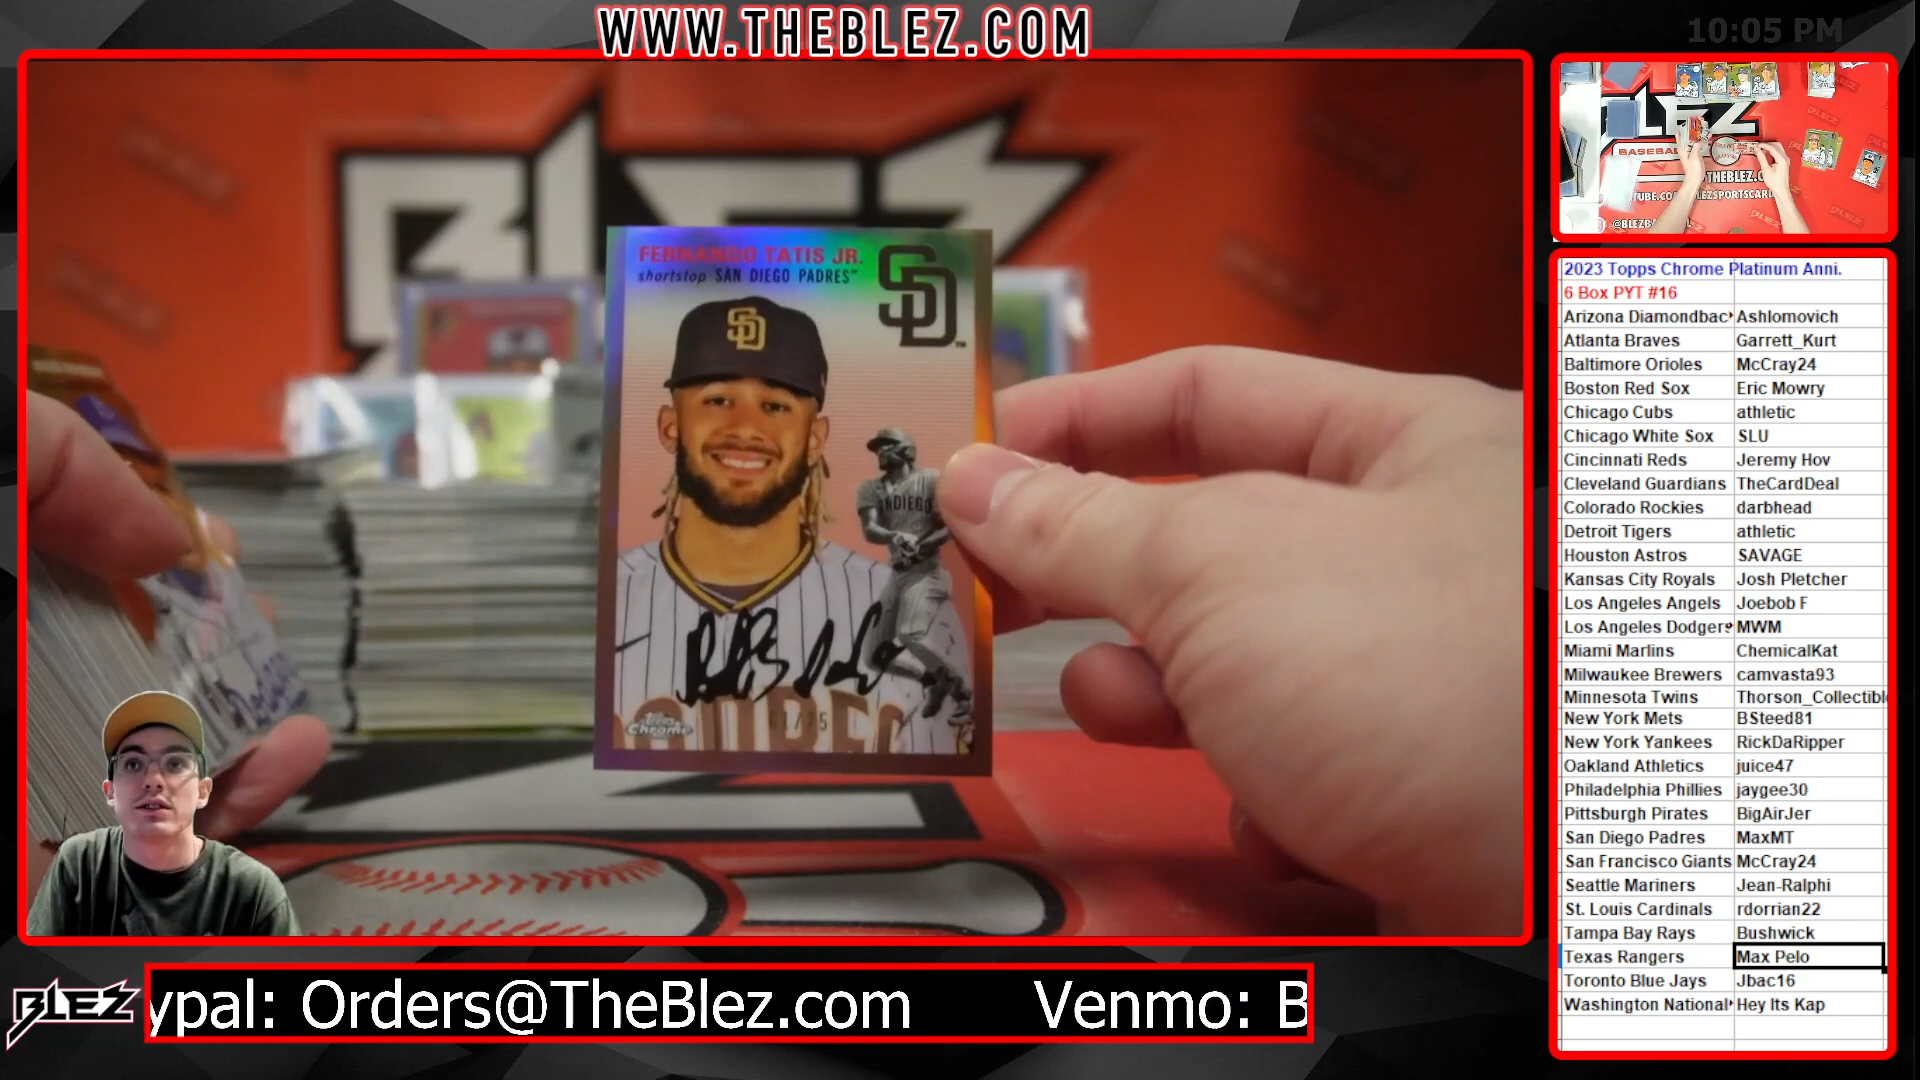 WWW.THEBLEZ.COM
10:05 PM
BLEZ
FERNANDO TATIS JR.
shortstop SAN DIEGO PADRES™
SD
SD
Topps
Chrome
BASEBALL
@BLEZB
2023 Topps Chrome Platinum Anni.
6 Box PYT #16
Arizona Diamondbac Ashlomovich
Atlanta Braves Garrett_Kurt
Baltimore Orioles McCray24
Boston Red Sox Eric Mowry
Chicago Cubs athletic
Chicago White Sox SLU
Cincinnati Reds Jeremy Hov
Cleveland Guardians TheCardDeal
Colorado Rockies darbhead
Detroit Tigers athletic
Houston Astros SAVAGE
Kansas City Royals Josh Pletcher
Los Angeles Angels Joebob F
Los Angeles Dodgers MWM
Miami Marlins ChemicalKat
Milwaukee Brewers camvasta93
Minnesota Twins Thorson_Collectibl
New York Mets BSteed81
New York Yankees RickDaRipper
Oakland Athletics juice47
Philadelphia Phillies jaygee30
Pittsburgh Pirates BigAirJer
San Diego Padres MaxMT
San Francisco Giants McCray24
Seattle Mariners Jean-Ralphi
St. Louis Cardinals rdorrian22
Tampa Bay Rays Bushwick
Texas Rangers Max Pelo
Toronto Blue Jays Jbac16
Washington National Hey Its Kap
BLEZ
ypal: Orders@TheBlez.com Venmo: B